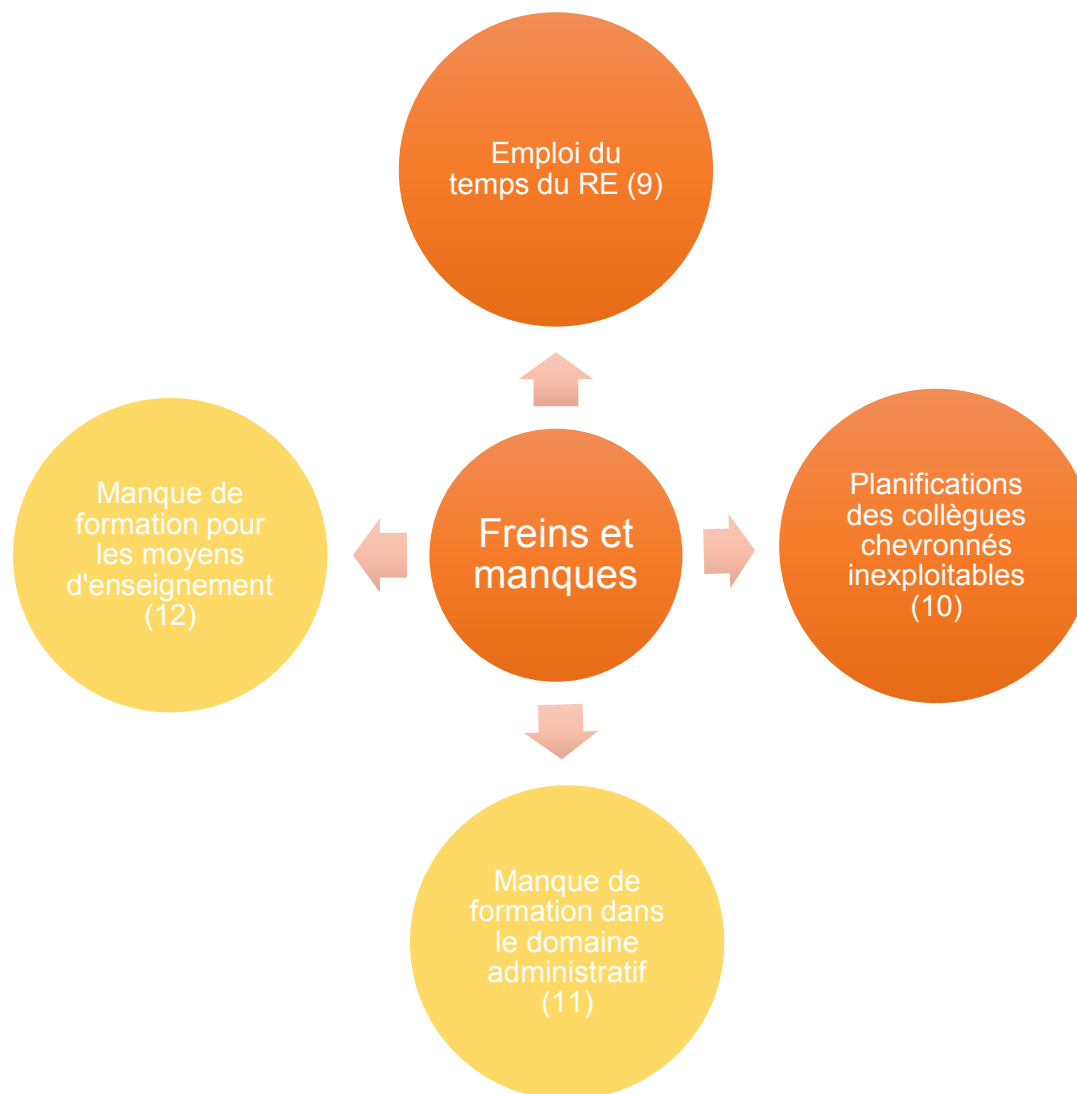 Emploi du
temps du RE (9)
Manque de
formation pour
les moyens
d'enseignement
(12)
Freins et
manques
Planifications
des collègues
chevronnés
inexploitables
(10)
Manque de
formation dans
le domaine
administratif
(11)